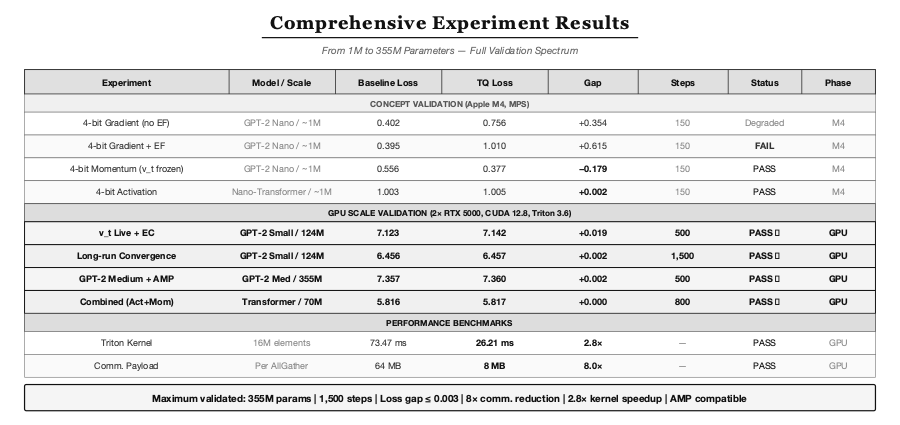 Comprehensive Experiment Results
From 1M to 355M Parameters — Full Validation Spectrum
Experiment Model / Scale Baseline Loss TQ Loss Gap Steps Status Phase
CONCEPT VALIDATION (Apple M4, MPS)
4-bit Gradient (no EF) GPT-2 Nano / ~1M 0.402 0.756 +0.354 150 Degraded M4
4-bit Gradient + EF GPT-2 Nano / ~1M 0.395 1.010 +0.615 150 FAIL M4
4-bit Momentum (v_t frozen) GPT-2 Nano / ~1M 0.556 0.377 −0.179 150 PASS M4
4-bit Activation Nano-Transformer / ~1M 1.003 1.005 +0.002 150 PASS M4
GPU SCALE VALIDATION (2× RTX 5000, CUDA 12.8, Triton 3.6)
v_t Live + EC GPT-2 Small / 124M 7.123 7.142 +0.019 500 PASS ▯ GPU
Long-run Convergence GPT-2 Small / 124M 6.456 6.457 +0.002 1,500 PASS ▯ GPU
GPT-2 Medium + AMP GPT-2 Med / 355M 7.357 7.360 +0.002 500 PASS ▯ GPU
Combined (Act+Mom) Transformer / 70M 5.816 5.817 +0.000 800 PASS ▯ GPU
PERFORMANCE BENCHMARKS
Triton Kernel 16M elements 73.47 ms 26.21 ms 2.8× — PASS GPU
Comm. Payload Per AllGather 64 MB 8 MB 8.0× — PASS GPU
Maximum validated: 355M params | 1,500 steps | Loss gap ≤ 0.003 | 8× comm. reduction | 2.8× kernel speedup | AMP compatible